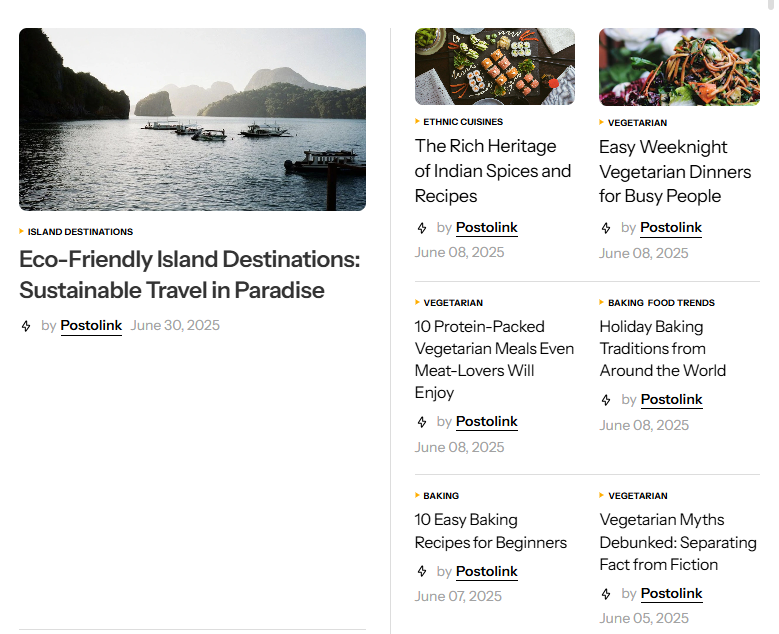 ISLAND DESTINATIONS
Eco-Friendly Island Destinations:
Sustainable Travel in Paradise
by Postolink June 30, 2025
ETHNIC CUISINES
The Rich Heritage
of Indian Spices and
Recipes
by Postolink
June 08, 2025
VEGETARIAN
Easy Weeknight
Vegetarian Dinners
for Busy People
by Postolink
June 08, 2025
VEGETARIAN
10 Protein-Packed
Vegetarian Meals Even
Meat-Lovers Will
Enjoy
by Postolink
June 08, 2025
BAKING FOOD TRENDS
Holiday Baking
Traditions from
Around the World
by Postolink
June 08, 2025
BAKING
10 Easy Baking
Recipes for Beginners
by Postolink
June 07, 2025
VEGETARIAN
Vegetarian Myths
Debunked: Separating
Fact from Fiction
by Postolink
June 05, 2025